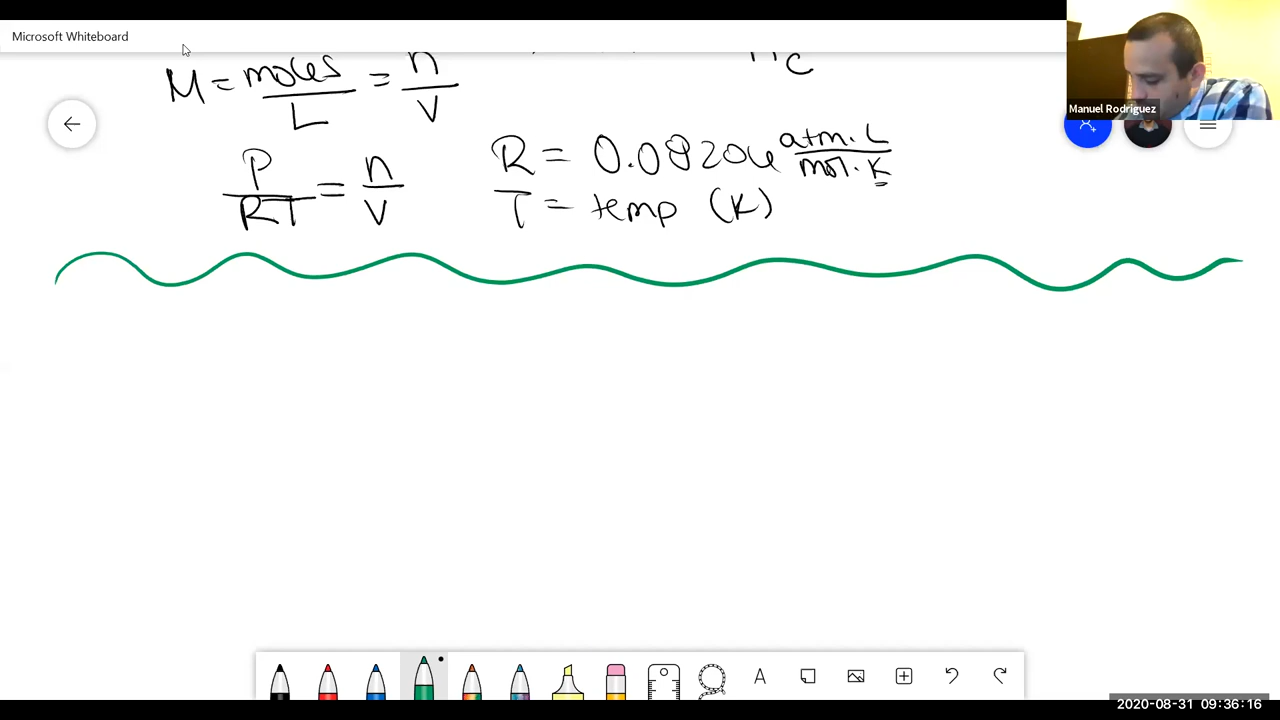 Microsoft Whiteboard
M = moles / L = n / V
Manuel Rodriguez
P / RT = n / V
R = 0.08206 atm·L / mol·K
T = temp (K)
A
2020-08-31 09:36:16